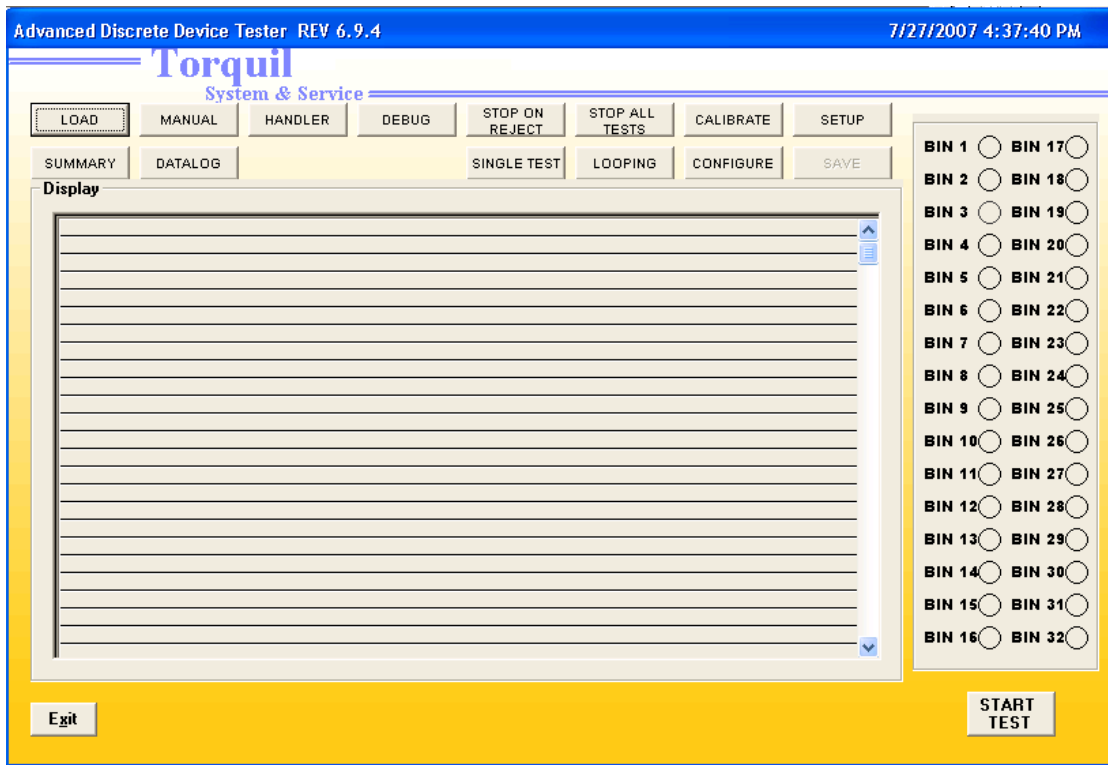 Advanced Discrete Device Tester REV 6.9.4 7/27/2007 4:37:40 PM
Torquil
System & Service
LOAD MANUAL HANDLER DEBUG STOP ON REJECT STOP ALL TESTS CALIBRATE SETUP
SUMMARY DATALOG SINGLE TEST LOOPING CONFIGURE SAVE
Display
BIN 1 BIN 17
BIN 2 BIN 18
BIN 3 BIN 19
BIN 4 BIN 20
BIN 5 BIN 21
BIN 6 BIN 22
BIN 7 BIN 23
BIN 8 BIN 24
BIN 9 BIN 25
BIN 10 BIN 26
BIN 11 BIN 27
BIN 12 BIN 28
BIN 13 BIN 29
BIN 14 BIN 30
BIN 15 BIN 31
BIN 16 BIN 32
Exit
START
TEST